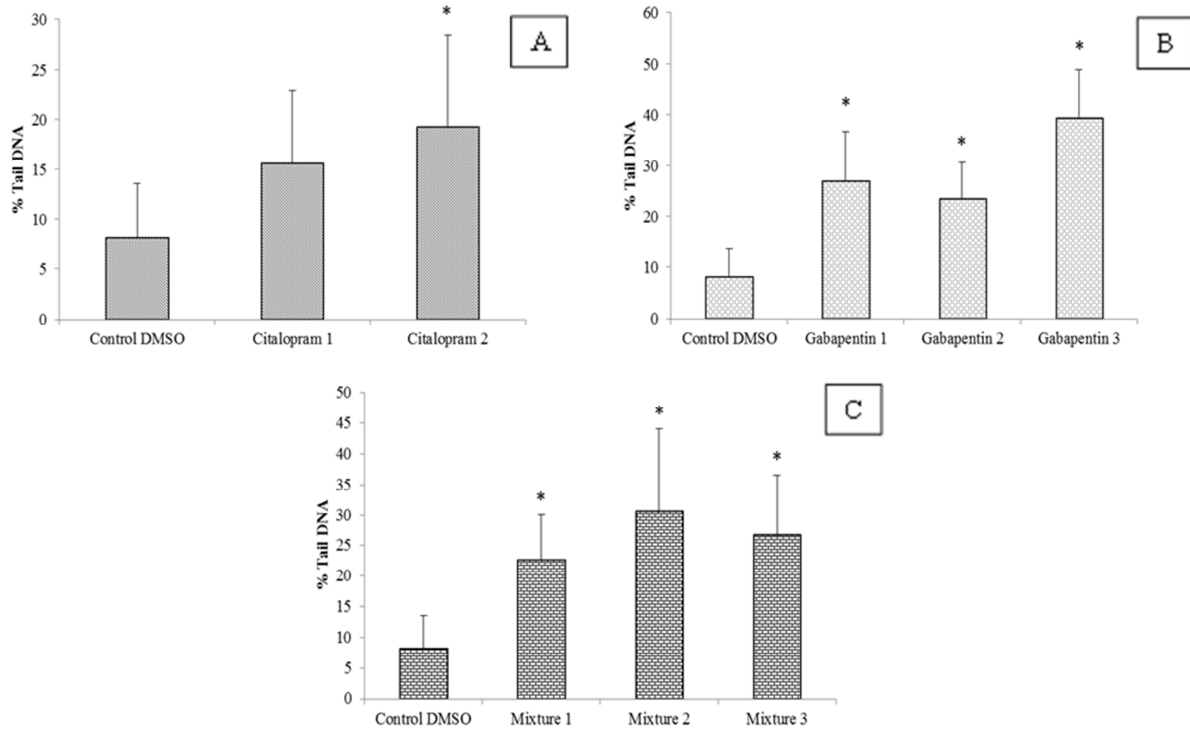 A
% Tail DNA
30
25
20
15
10
5
0
*
Control DMSO Citalopram 1 Citalopram 2
B
% Tail DNA
60
50
40
30
20
10
0
* * *
Control DMSO Gabapentin 1 Gabapentin 2 Gabapentin 3
C
% Tail DNA
50
45
40
35
30
25
20
15
10
5
0
* * *
Control DMSO Mixture 1 Mixture 2 Mixture 3